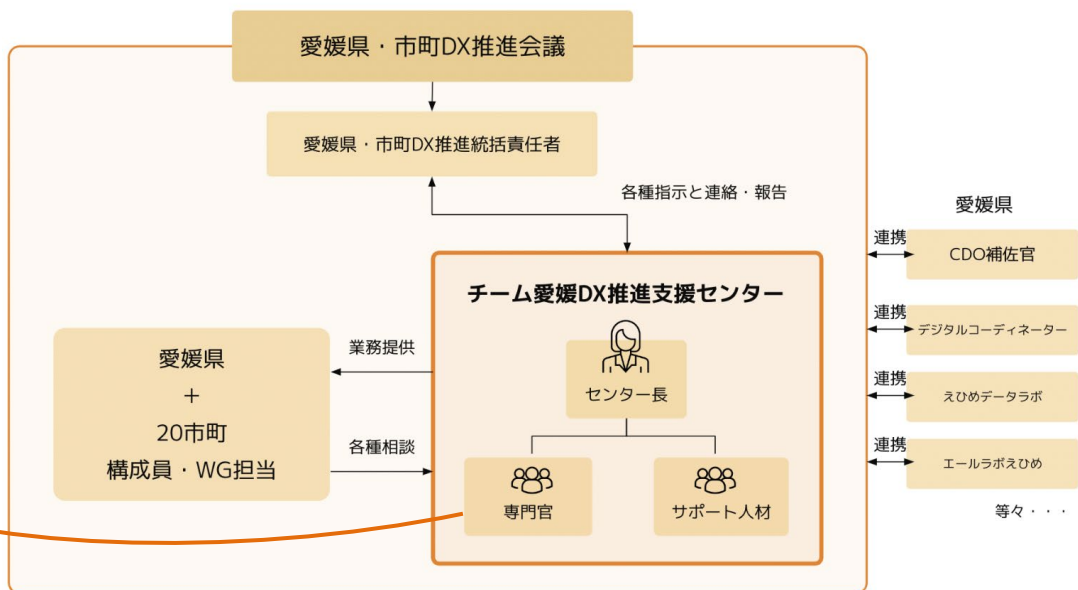 愛媛県・市町DX推進会議
愛媛県・市町DX推進統括責任者
各種指示と連絡・報告
チーム愛媛DX推進支援センター
センター長
専門官
サポート人材
業務提供
各種相談
愛媛県
+
20市町
構成員・WG担当
愛媛県
連携
CDO補佐官
連携
デジタルコーディネーター
連携
えひめデータラボ
連携
エールラボえひめ
等々・・・